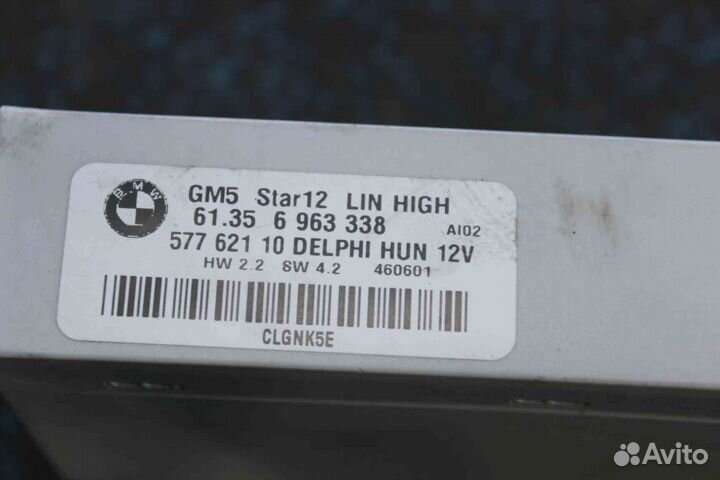 BMW
GM5 Star12 LIN HIGH
61.35 6 963 338 AI02
577 621 10 DELPHI HUN 12V
HW 2.2 SW 4.2 460601
CLGNK5E
H
Avito